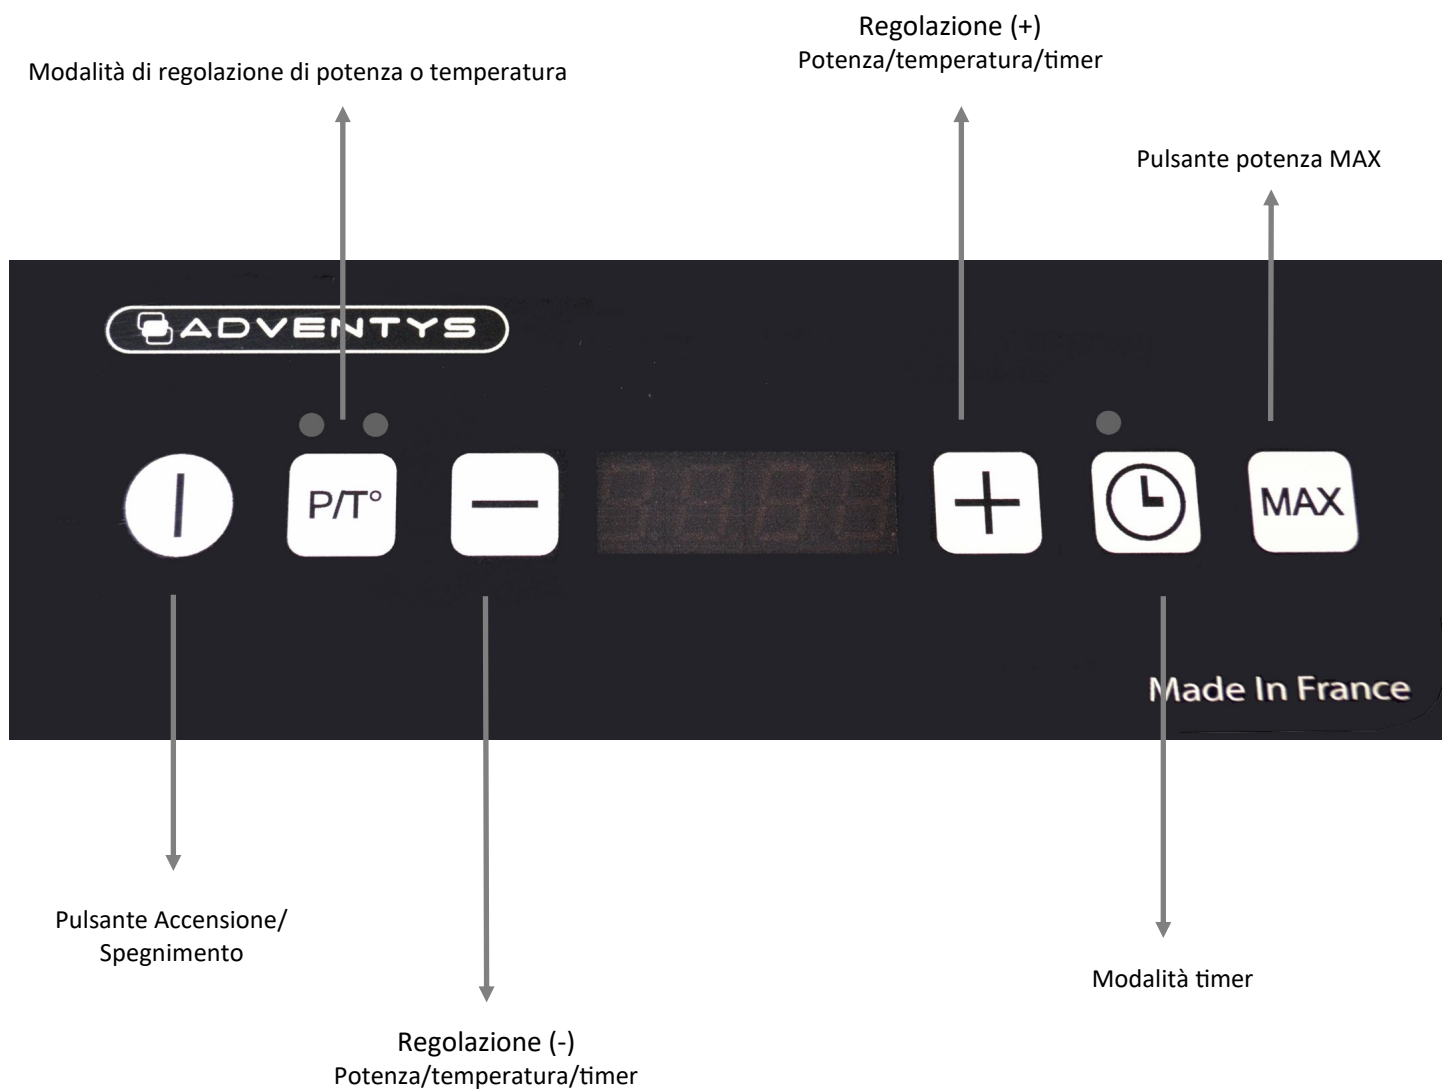 Regolazione (+)
Potenza/temperatura/timer
Modalità di regolazione di potenza o temperatura
Pulsante potenza MAX
ADVENTYS
P/T°
MAX
Made In France
Pulsante Accensione/
Spegnimento
Modalità timer
Regolazione (-)
Potenza/temperatura/timer